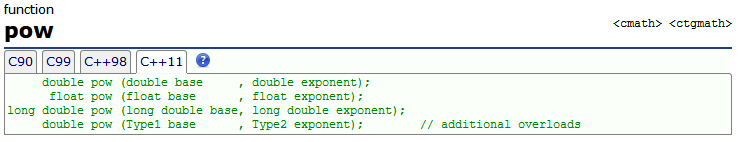 function
pow <cmath> <ctgmath>
C90 C99 C++98 C++11 ?
double pow (double base     , double exponent);
float pow (float base      , float exponent);
long double pow (long double base, long double exponent);
double pow (Type1 base      , Type2 exponent);        // additional overloads